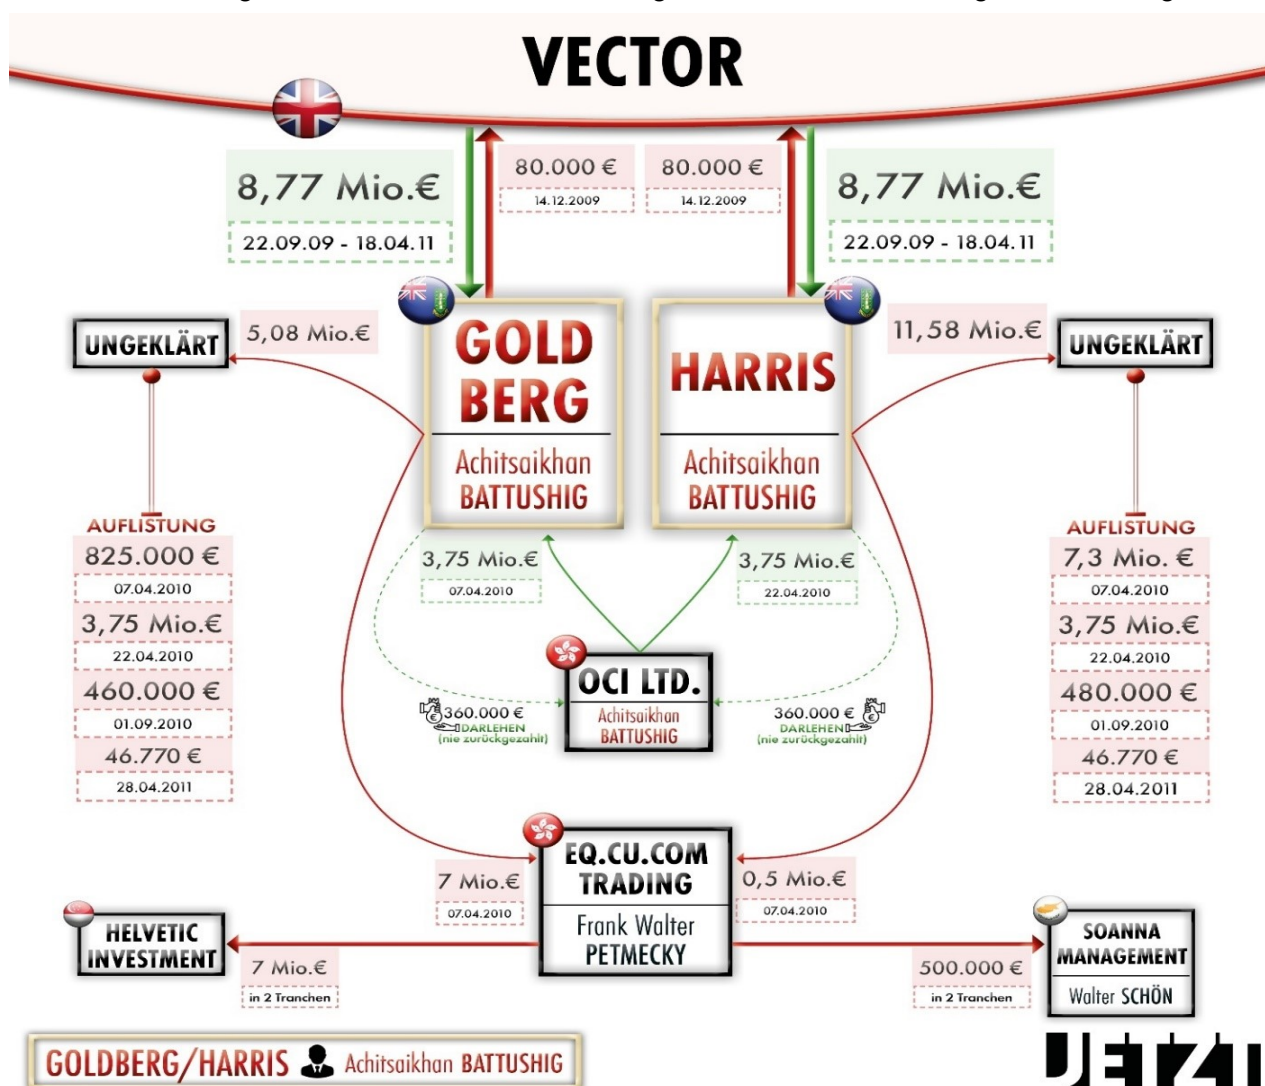 VECTOR
8,77 Mio.€
22.09.09 - 18.04.11
80.000 €
14.12.2009
80.000 €
14.12.2009
8,77 Mio.€
22.09.09 - 18.04.11
UNGEKLÄRT
5,08 Mio.€
GOLD
BERG
Achitsaikhan
BATTUSHIG
HARRIS
Achitsaikhan
BATTUSHIG
11,58 Mio.€
UNGEKLÄRT
AUFLISTUNG
825.000 €
07.04.2010
3,75 Mio.€
22.04.2010
460.000 €
01.09.2010
46.770 €
28.04.2011
3,75 Mio.€
07.04.2010
3,75 Mio.€
22.04.2010
OCI LTD.
Achitsaikhan
BATTUSHIG
360.000 €
DARLEHEN
(nie zurückgezahlt)
360.000 €
DARLEHEN
(nie zurückgezahlt)
AUFLISTUNG
7,3 Mio. €
07.04.2010
3,75 Mio.€
22.04.2010
480.000 €
01.09.2010
46.770 €
28.04.2011
7 Mio.€
07.04.2010
EQ.CU.COM
TRADING
Frank Walter
PETMECKY
0,5 Mio.€
07.04.2010
HELVETIC
INVESTMENT
7 Mio.€
in 2 Tranchen
500.000 €
in 2 Tranchen
SOANNA
MANAGEMENT
Walter SCHÖN
GOLDBERG/HARRIS Achitsaikhan BATTUSHIG
JETZT